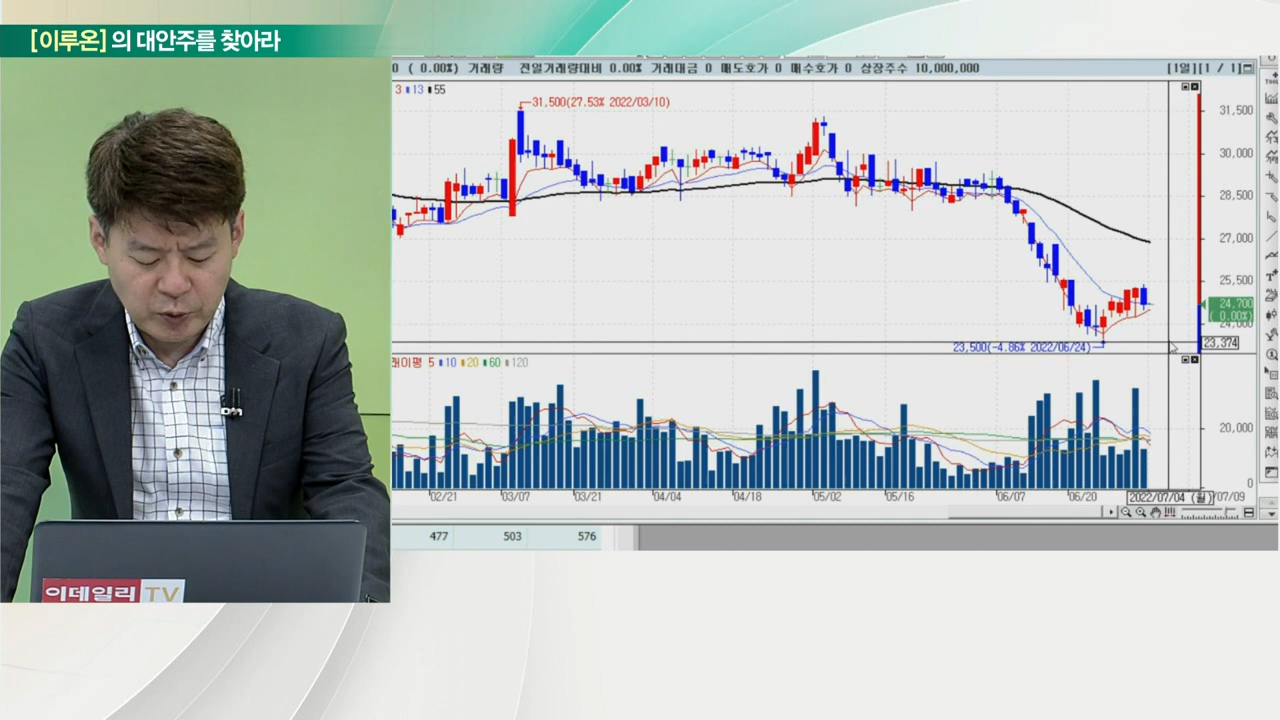 [이루온] 의 대안주를 찾아라
0 ( 0.00%) 거래량 전일거래량대비 0.00% 거래대금 0 매도호가 0 매수호가 0 상장주수 10,000,000 [1일][1 / 1]
3 13 55
31,500(27.53% 2022/03/10)
31,500
30,000
28,500
27,000
25,500
24,700
( 0.00%)
24,000
23,374
23,500(-4.86% 2022/06/24)
래이평 5 10 20 60 120
20,000
0
02/21 03/07 03/21 04/04 04/18 05/02 05/16 06/07 06/20 2022/07/04 (월) 07/09
477 503 576
이데일리 TV